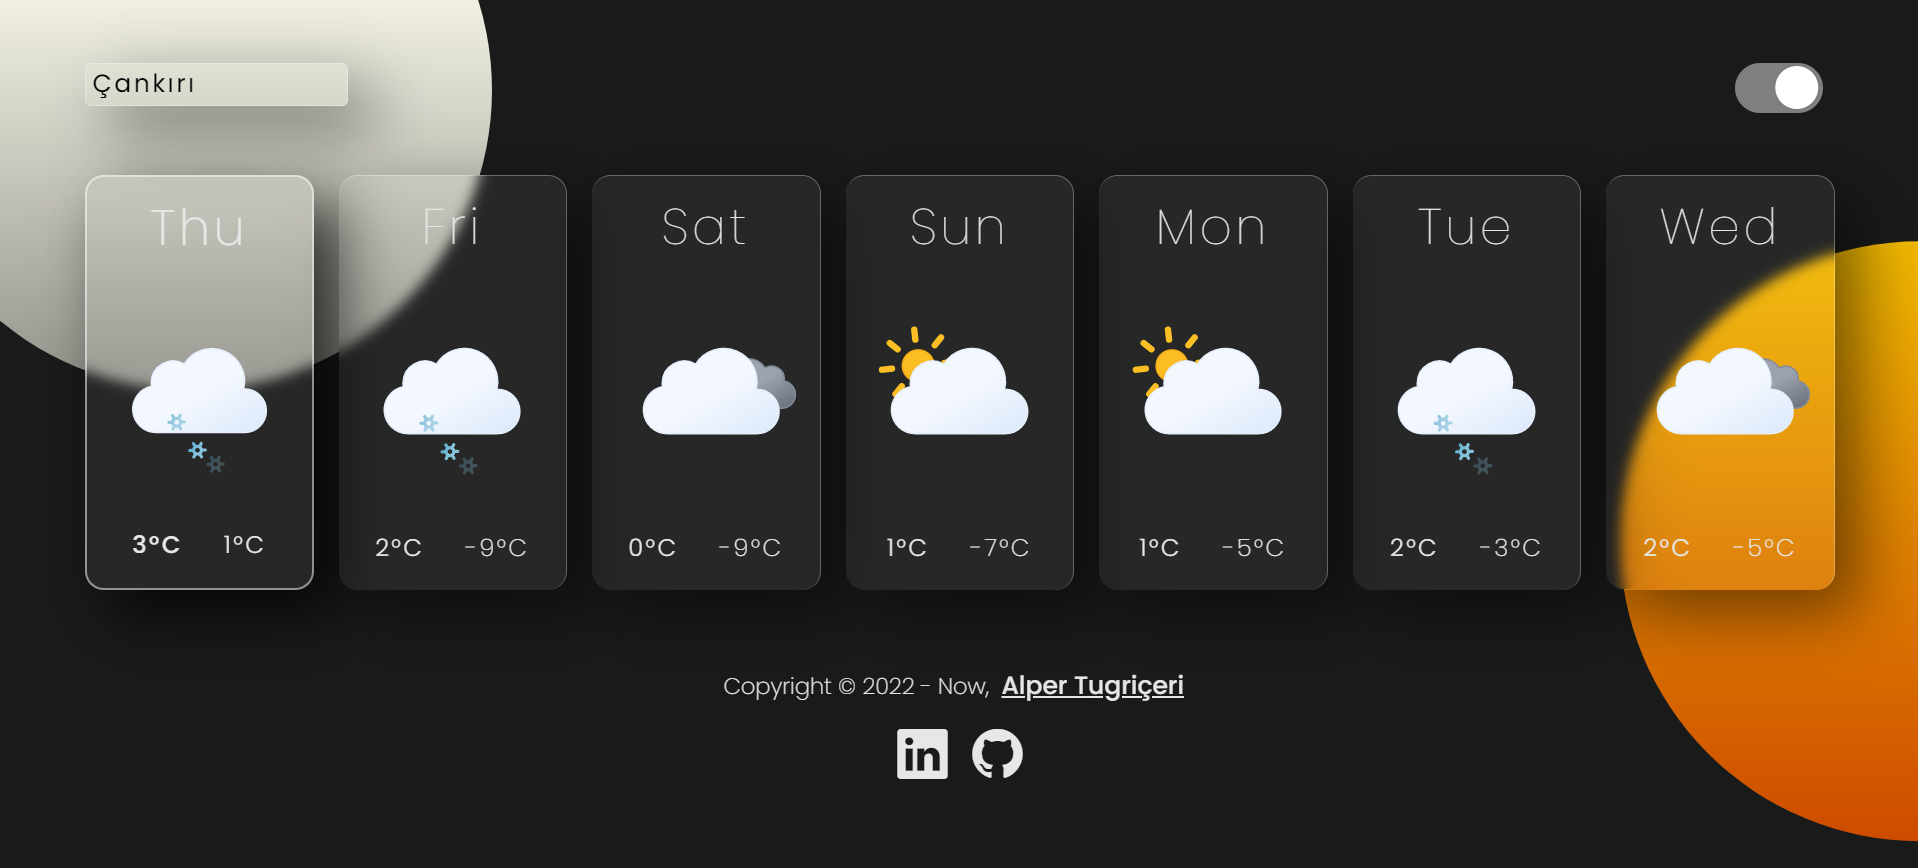 Çankırı
Thu Fri Sat Sun Mon Tue Wed
3°C 1°C 2°C -9°C 0°C -9°C 1°C -7°C 1°C -5°C 2°C -3°C 2°C -5°C
Copyright © 2022 - Now, Alper Tugriçeri
in